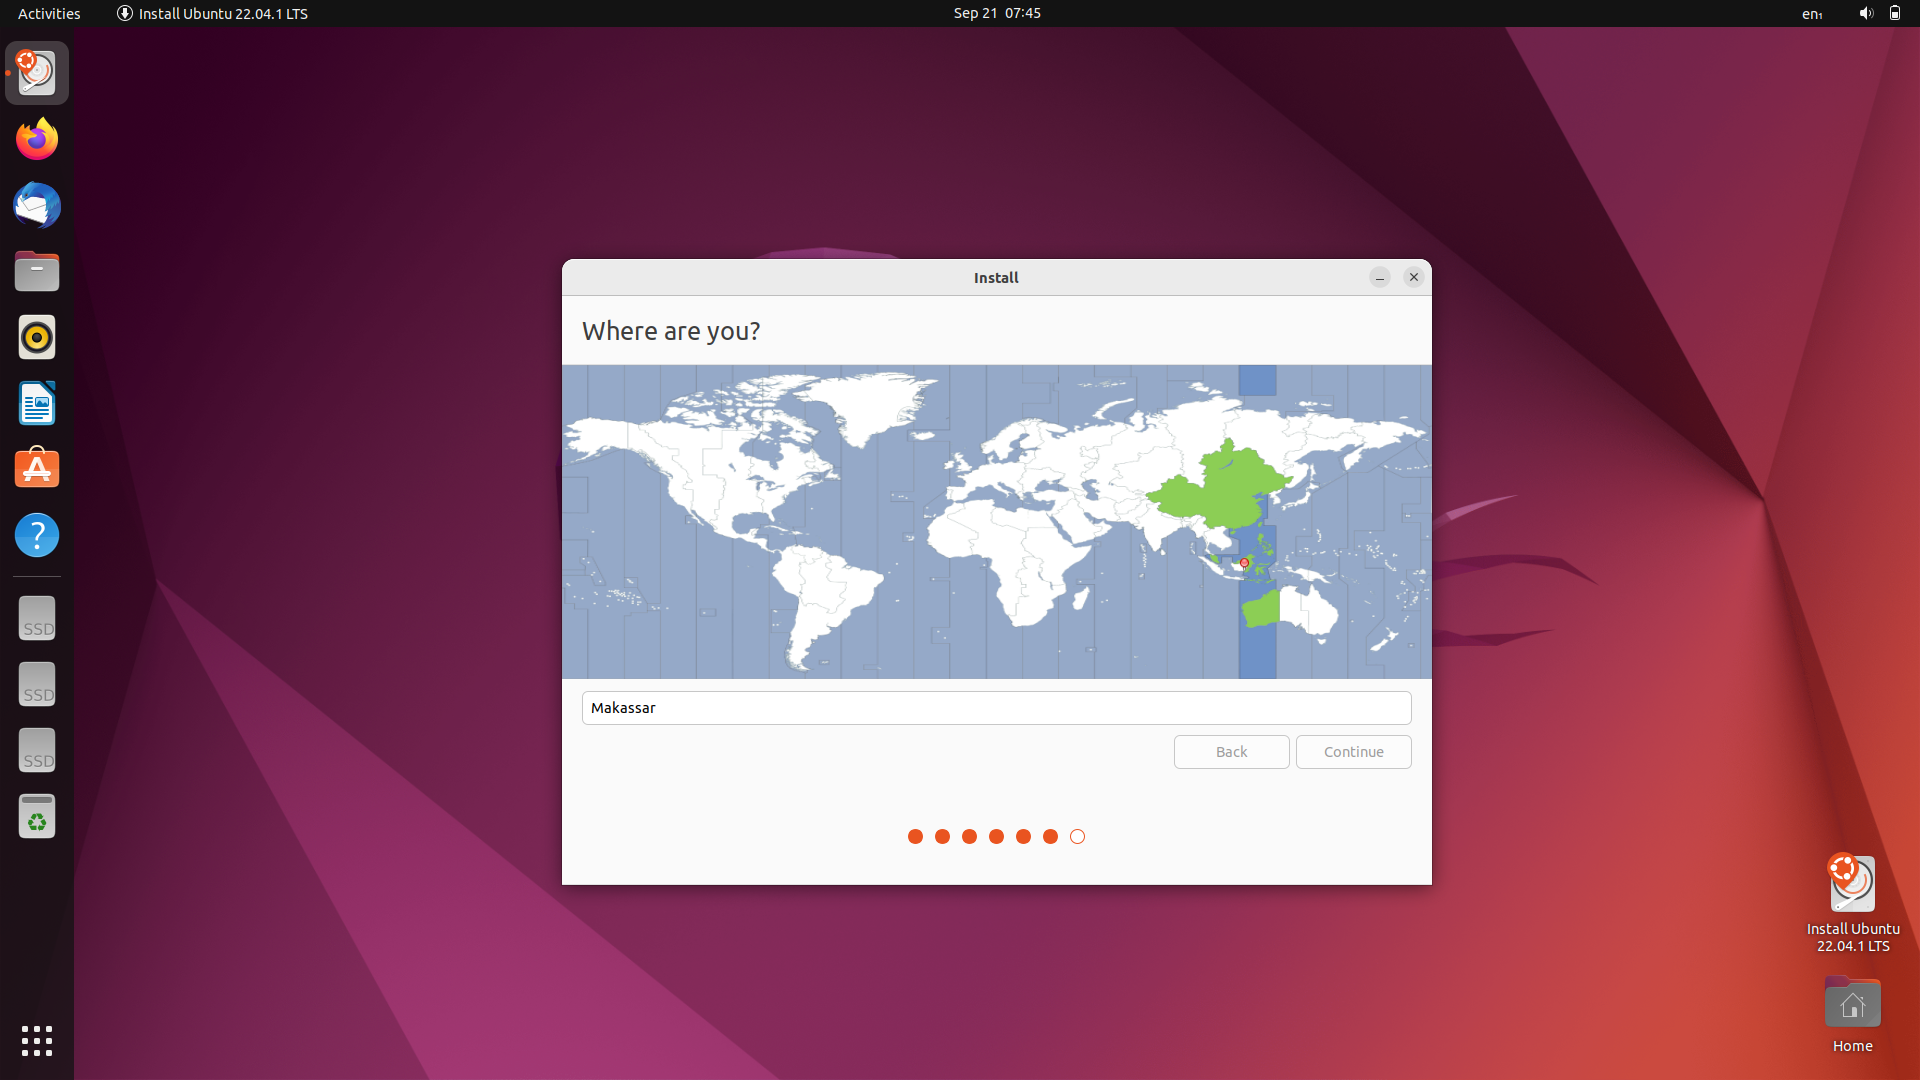 Activities
Install Ubuntu 22.04.1 LTS
Sep 21 07:45
en₁
Install
Where are you?
Makassar
Back
Continue
?
SSD
SSD
SSD
Install Ubuntu
22.04.1 LTS
Home